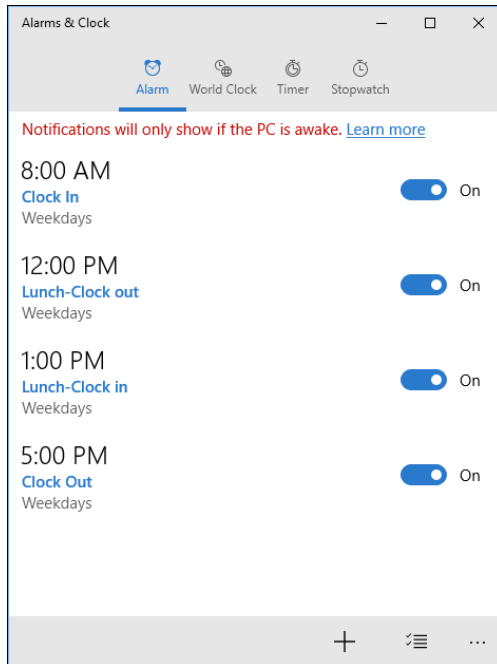 Alarms & Clock
Alarm World Clock Timer Stopwatch
Notifications will only show if the PC is awake. Learn more
8:00 AM
Clock In
Weekdays
On
12:00 PM
Lunch-Clock out
Weekdays
On
1:00 PM
Lunch-Clock in
Weekdays
On
5:00 PM
Clock Out
Weekdays
On